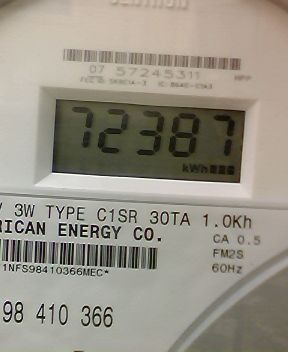 07 57245311
72387
kWh
V 3W TYPE C1SR 30TA 1.0Kh
RICAN ENERGY CO.
CA 0.5
FM2S
60Hz
1NFS98410366MEC*
98 410 366